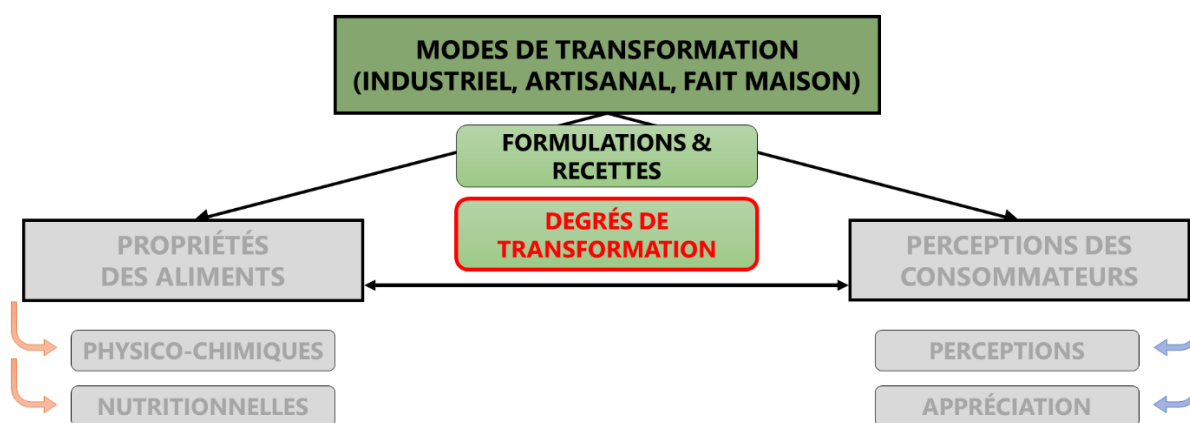 MODES DE TRANSFORMATION
(INDUSTRIEL, ARTISANAL, FAIT MAISON)
FORMULATIONS &
RECETTES
DEGRÉS DE
TRANSFORMATION
PROPRIÉTÉS
DES ALIMENTS
PERCEPTIONS DES
CONSOMMATEURS
PHYSICO-CHIMIQUES
PERCEPTIONS
NUTRITIONNELLES
APPRÉCIATION